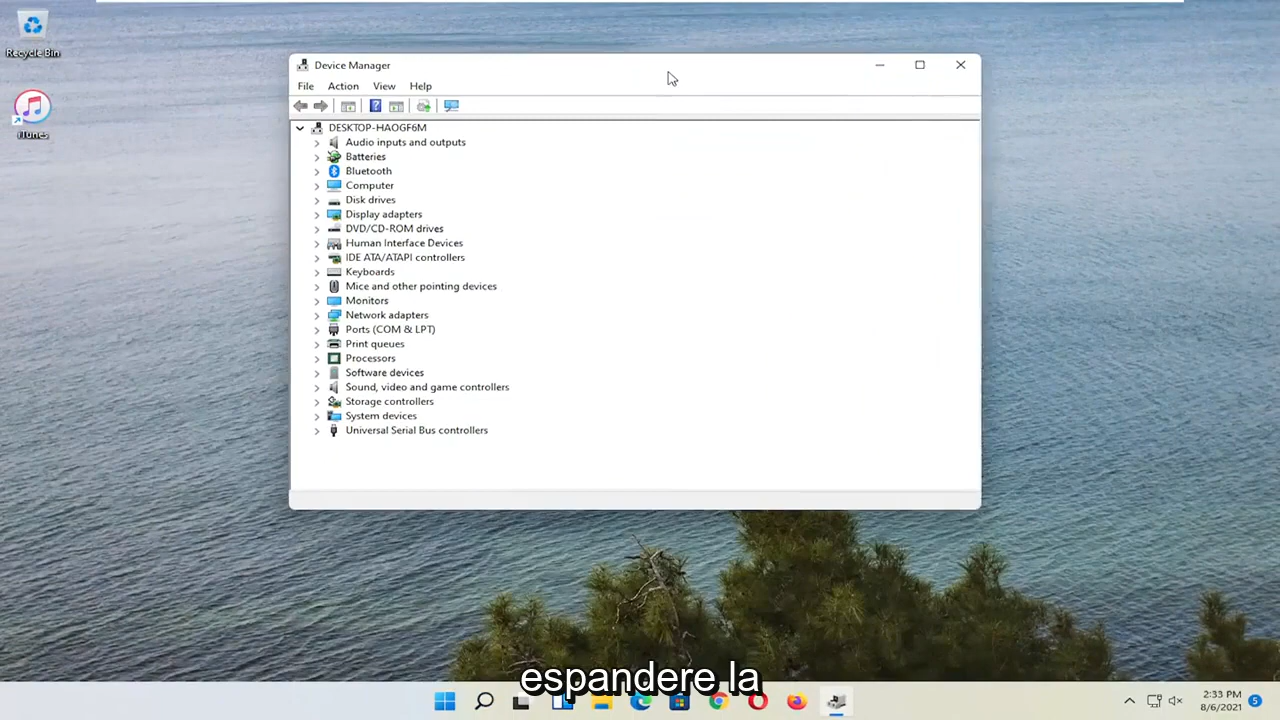 Recycle Bin
iTunes
Device Manager
File Action View Help
DESKTOP-HAOGF6M
Audio inputs and outputs
Batteries
Bluetooth
Computer
Disk drives
Display adapters
DVD/CD-ROM drives
Human Interface Devices
IDE ATA/ATAPI controllers
Keyboards
Mice and other pointing devices
Monitors
Network adapters
Ports (COM & LPT)
Print queues
Processors
Software devices
Sound, video and game controllers
Storage controllers
System devices
Universal Serial Bus controllers
espandere la
2:33 PM
8/6/2021
5